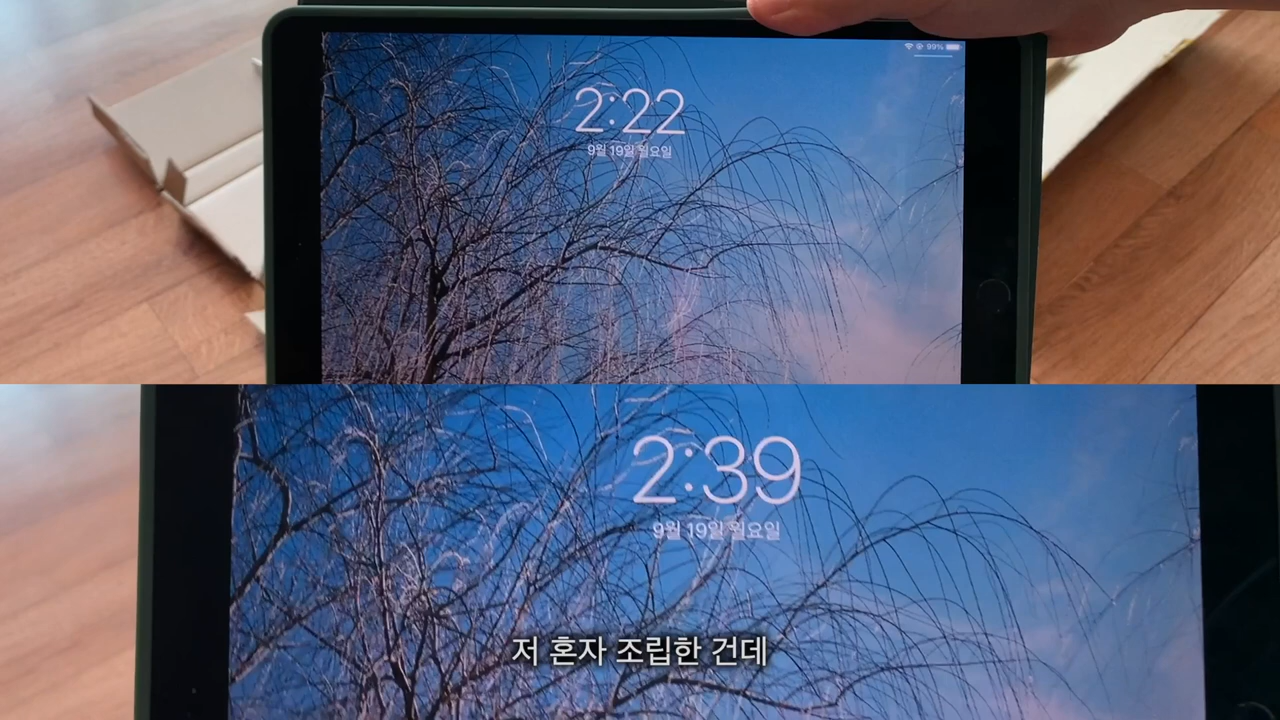 99%
2:22
9월 19일 월요일
2:39
9월 19일 월요일
저 혼자 조립한 건데